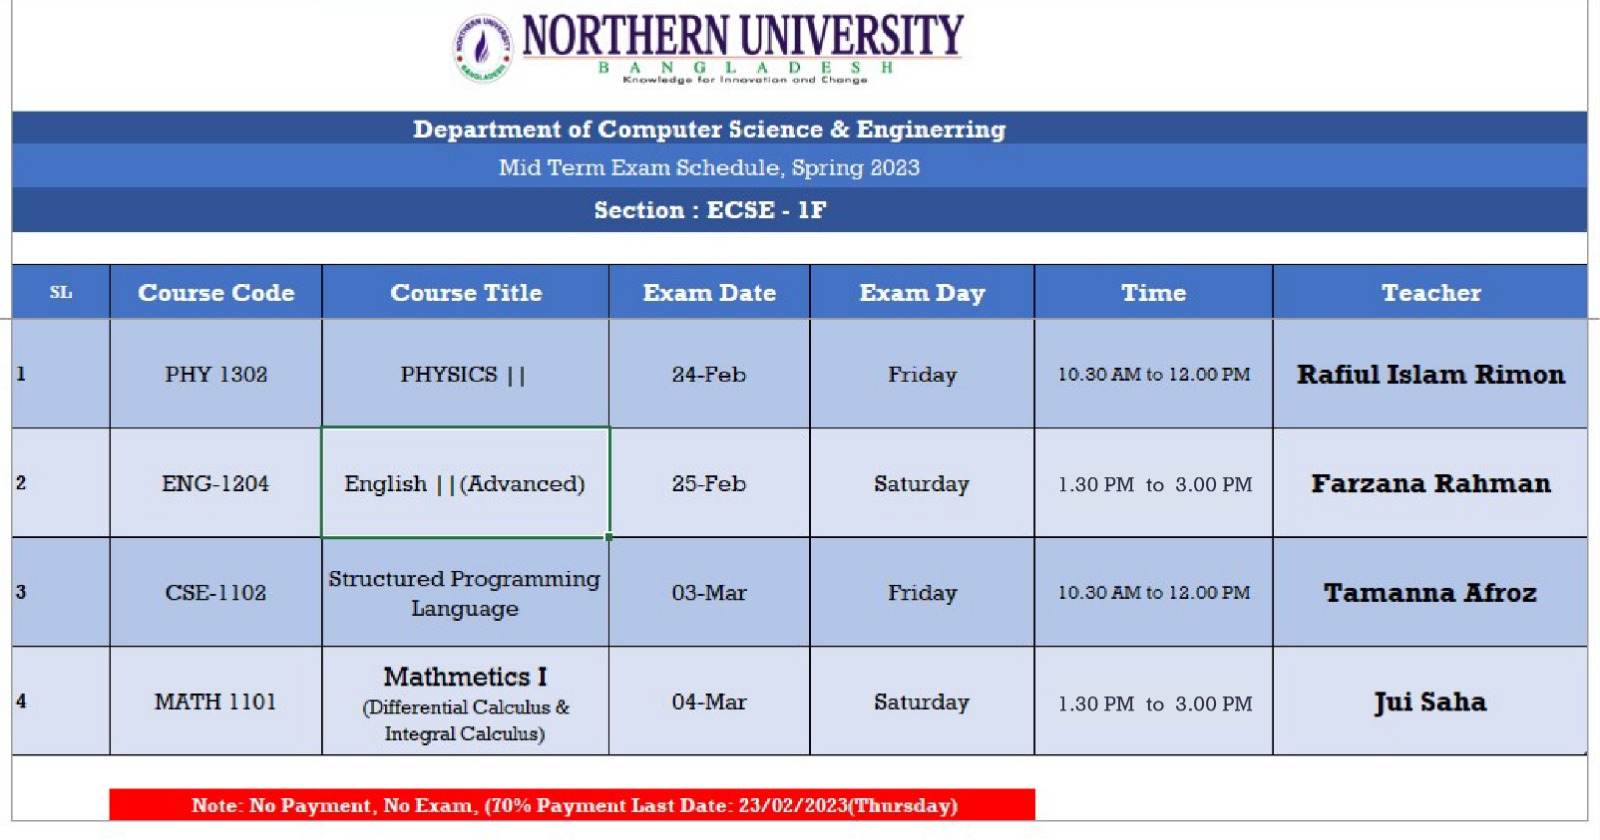 NORTHERN UNIVERSITY
BANGLADESH
Knowledge for Innovation and Change
NORTHERN UNIVERSITY
BANGLADESH
Department of Computer Science & Enginerring
Mid Term Exam Schedule, Spring 2023
Section : ECSE - 1F
SL Course Code Course Title Exam Date Exam Day Time Teacher
1 PHY 1302 PHYSICS || 24-Feb Friday 10.30 AM to 12.00 PM Rafiul Islam Rimon
2 ENG-1204 English ||(Advanced) 25-Feb Saturday 1.30 PM to 3.00 PM Farzana Rahman
3 CSE-1102 Structured Programming
Language 03-Mar Friday 10.30 AM to 12.00 PM Tamanna Afroz
4 MATH 1101 Mathmetics I
(Differential Calculus &
Integral Calculus) 04-Mar Saturday 1.30 PM to 3.00 PM Jui Saha
Note: No Payment, No Exam, (70% Payment Last Date: 23/02/2023(Thursday)